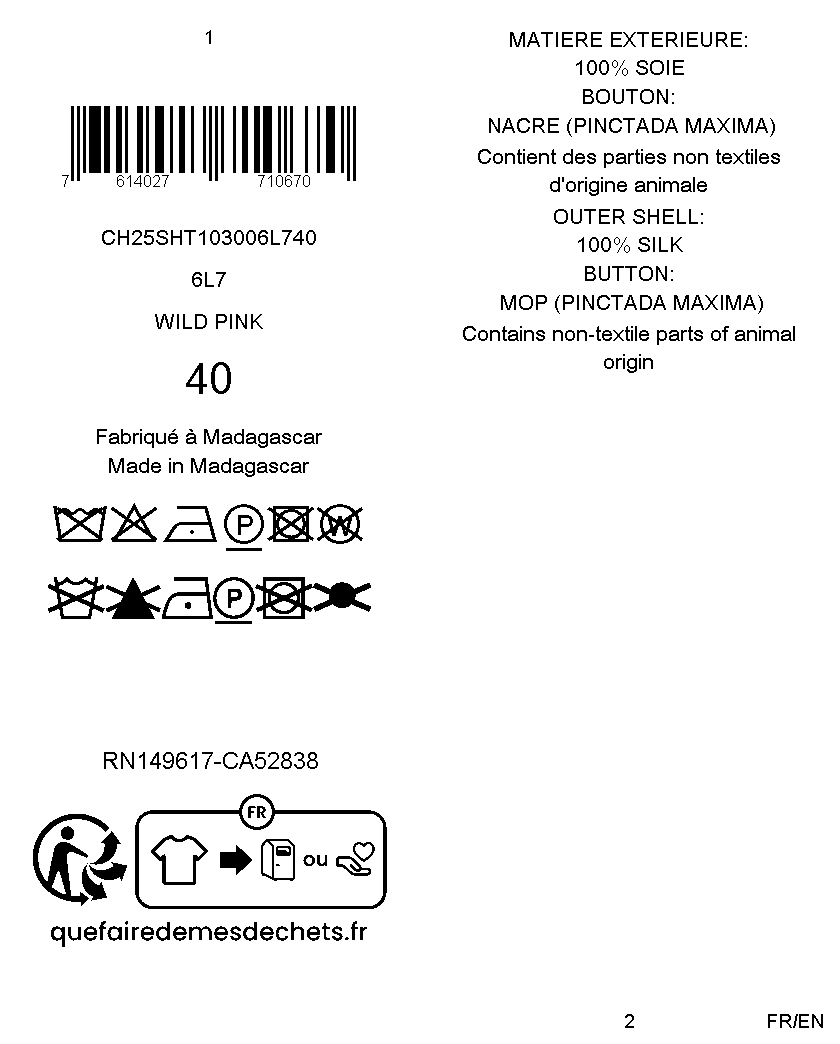 1
7 614027 710670
CH25SHT103006L740
6L7
WILD PINK
40
Fabriqué à Madagascar
Made in Madagascar
P W
P
RN149617-CA52838
FR
ou
quefairedemesdechets.fr
MATIERE EXTERIEURE:
100% SOIE
BOUTON:
NACRE (PINCTADA MAXIMA)
Contient des parties non textiles
d'origine animale
OUTER SHELL:
100% SILK
BUTTON:
MOP (PINCTADA MAXIMA)
Contains non-textile parts of animal
origin
2
FR/EN